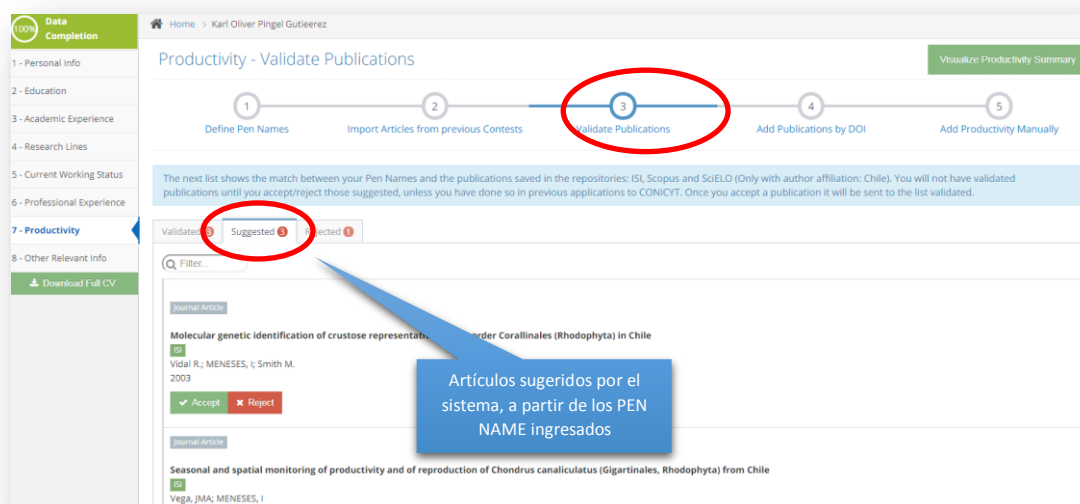 100%
Data
Completion
1 - Personal Info
2 - Education
3 - Academic Experience
4 - Research Lines
5 - Current Working Status
6 - Professional Experience
7 - Productivity
8 - Other Relevant Info
Download Full CV
Home > Karl Oliver Pingel Gutieerez
Productivity - Validate Publications
Visualize Productivity Summary
1 2 3 4 5
Define Pen Names Import Articles from previous Contests Validate Publications Add Publications by DOI Add Productivity Manually
The next list shows the match between your Pen Names and the publications saved in the repositories: ISI, Scopus and SciELO (Only with author affiliation: Chile). You will not have validated
publications until you accept/reject those suggested, unless you have done so in previous applications to CONICYT. Once you accept a publication it will be sent to the list validated.
Validated Suggested 3 Rejected 1
Filter...
Journal Article
Molecular genetic identification of crustose order Corallinales (Rhodophyta) in Chile
ISI
Vidal R.; MENESES, I; Smith M.
2003
Accept Reject
Journal Article
Seasonal and spatial monitoring of productivity and of reproduction of Chondrus canaliculatus (Gigartinales, Rhodophyta) from Chile
ISI
Vega, JMA; MENESES, I
Artículos sugeridos por el
sistema, a partir de los PEN
NAME ingresados